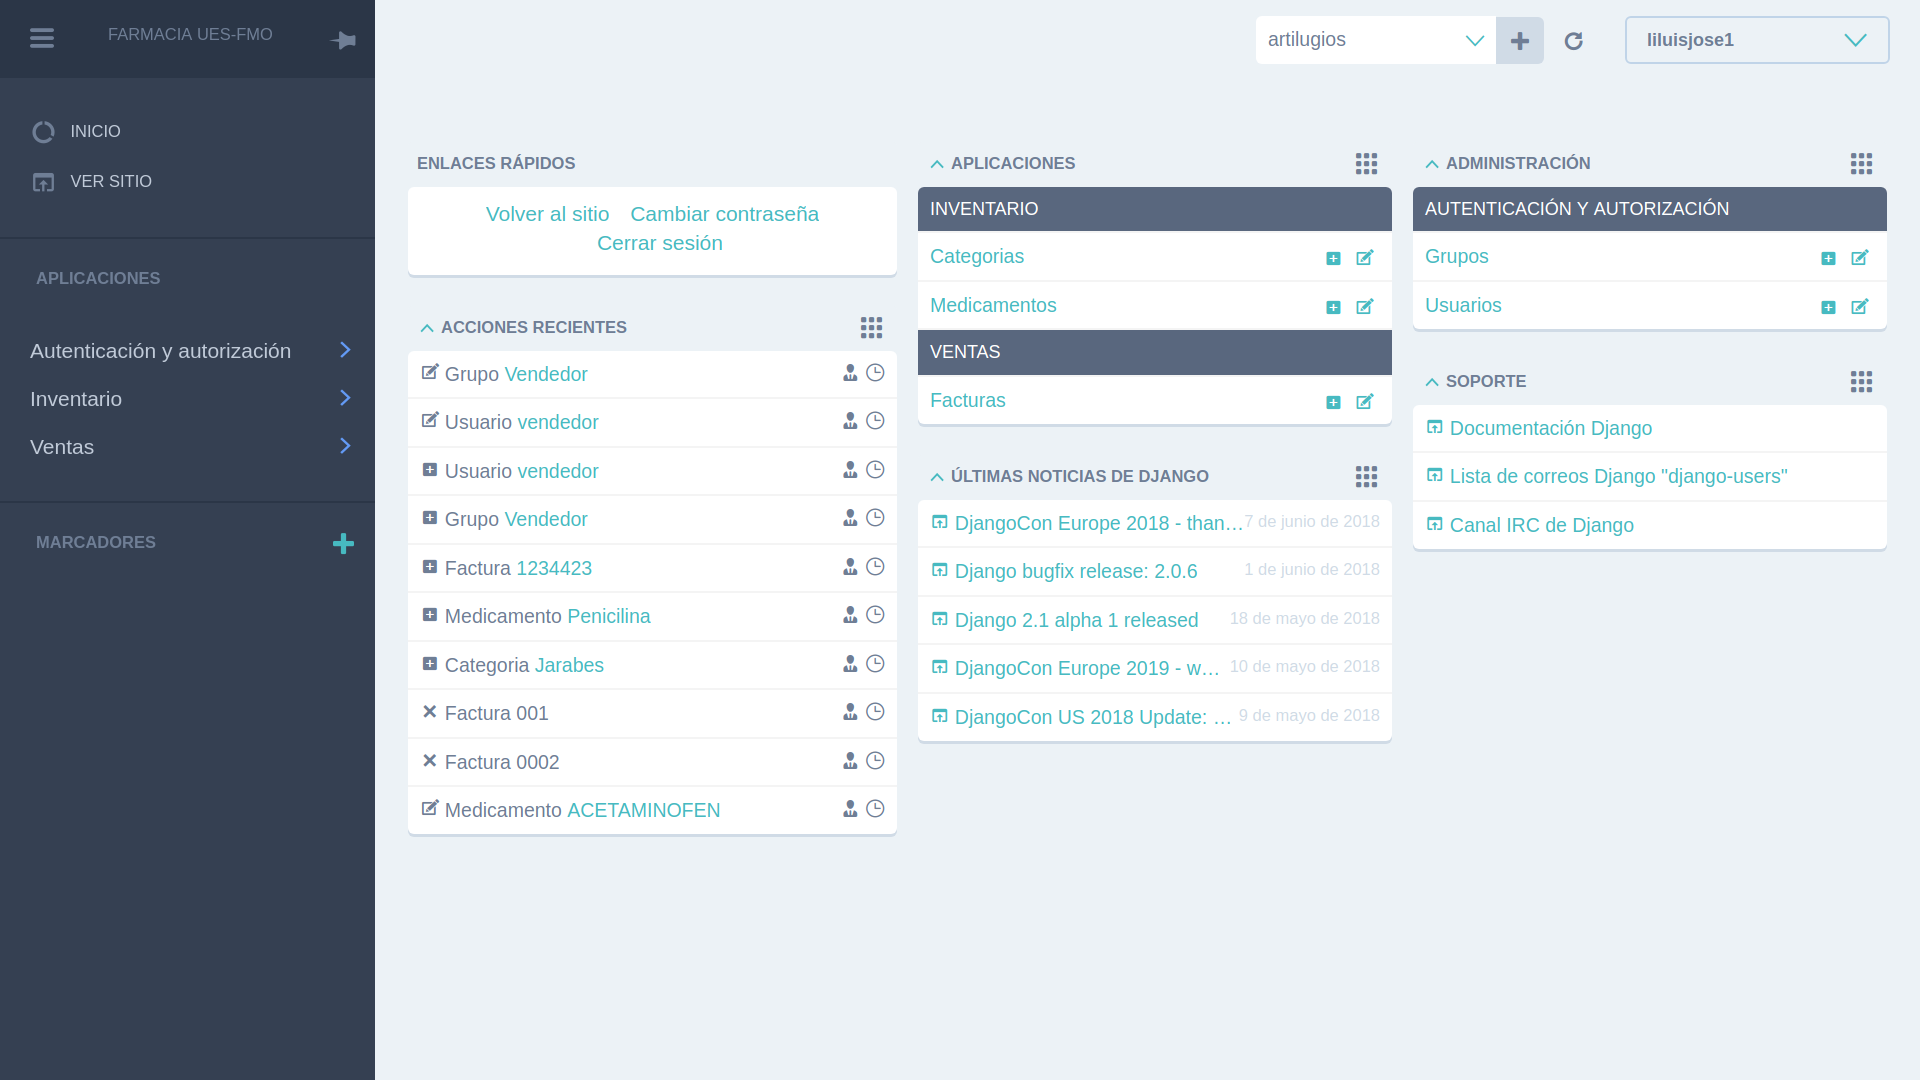 FARMACIA UES-FMO
INICIO
VER SITIO
APLICACIONES
Autenticación y autorización
Inventario
Ventas
MARCADORES
artilugios
liluisjose1
ENLACES RÁPIDOS
Volver al sitio Cambiar contraseña
Cerrar sesión
ACCIONES RECIENTES
Grupo Vendedor
Usuario vendedor
Usuario vendedor
Grupo Vendedor
Factura 1234423
Medicamento Penicilina
Categoria Jarabes
Factura 001
Factura 0002
Medicamento ACETAMINOFEN
APLICACIONES
INVENTARIO
Categorias
Medicamentos
VENTAS
Facturas
ÚLTIMAS NOTICIAS DE DJANGO
DjangoCon Europe 2018 - than… 7 de junio de 2018
Django bugfix release: 2.0.6 1 de junio de 2018
Django 2.1 alpha 1 released 18 de mayo de 2018
DjangoCon Europe 2019 - w… 10 de mayo de 2018
DjangoCon US 2018 Update: … 9 de mayo de 2018
ADMINISTRACIÓN
AUTENTICACIÓN Y AUTORIZACIÓN
Grupos
Usuarios
SOPORTE
Documentación Django
Lista de correos Django "django-users"
Canal IRC de Django